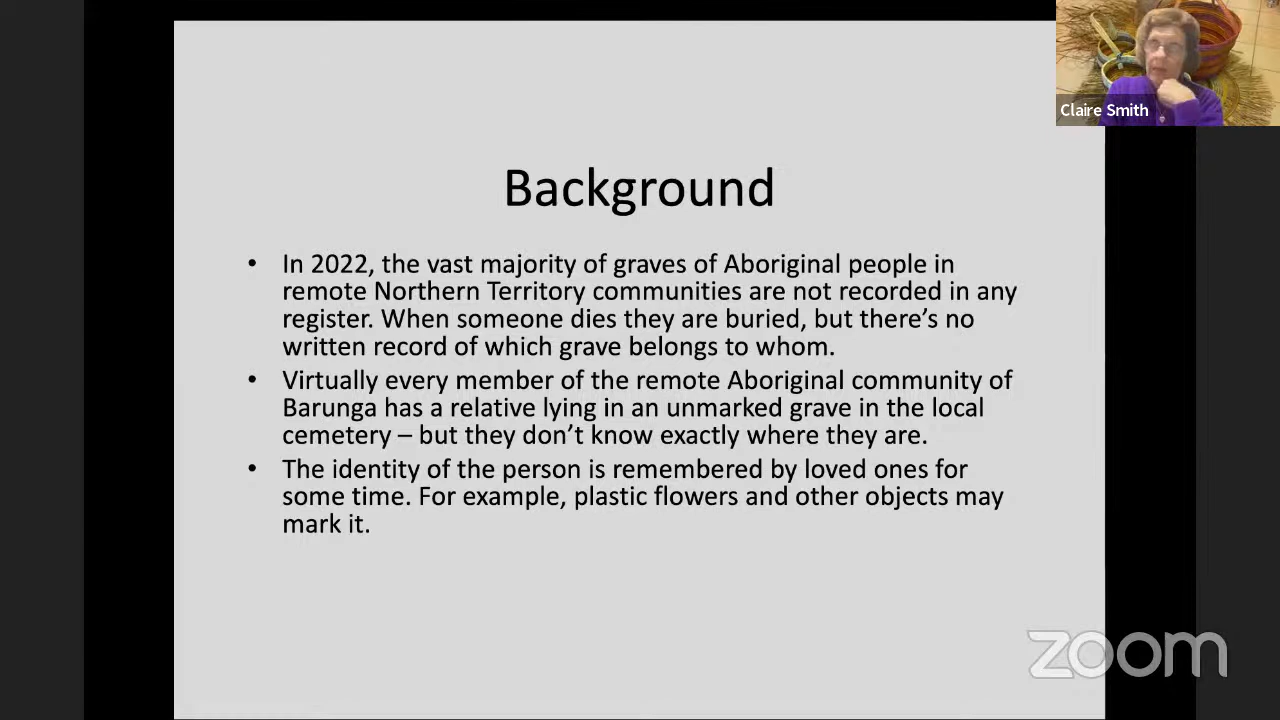 Claire Smith
Background
• In 2022, the vast majority of graves of Aboriginal people in
remote Northern Territory communities are not recorded in any
register. When someone dies they are buried, but there’s no
written record of which grave belongs to whom.
• Virtually every member of the remote Aboriginal community of
Barunga has a relative lying in an unmarked grave in the local
cemetery – but they don’t know exactly where they are.
• The identity of the person is remembered by loved ones for
some time. For example, plastic flowers and other objects may
mark it.
zoom